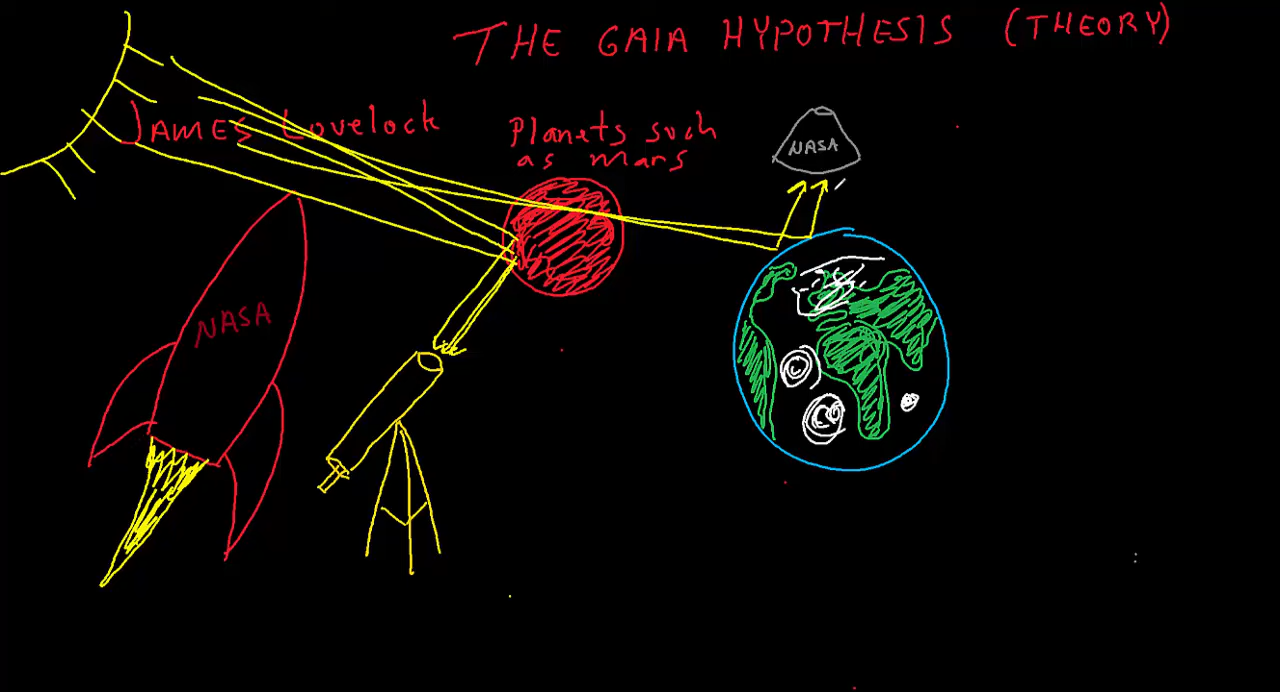 THE GAIA HYPOTHESIS (THEORY)
JAMES Lovelock
Planets such
as mars
NASA
NASA